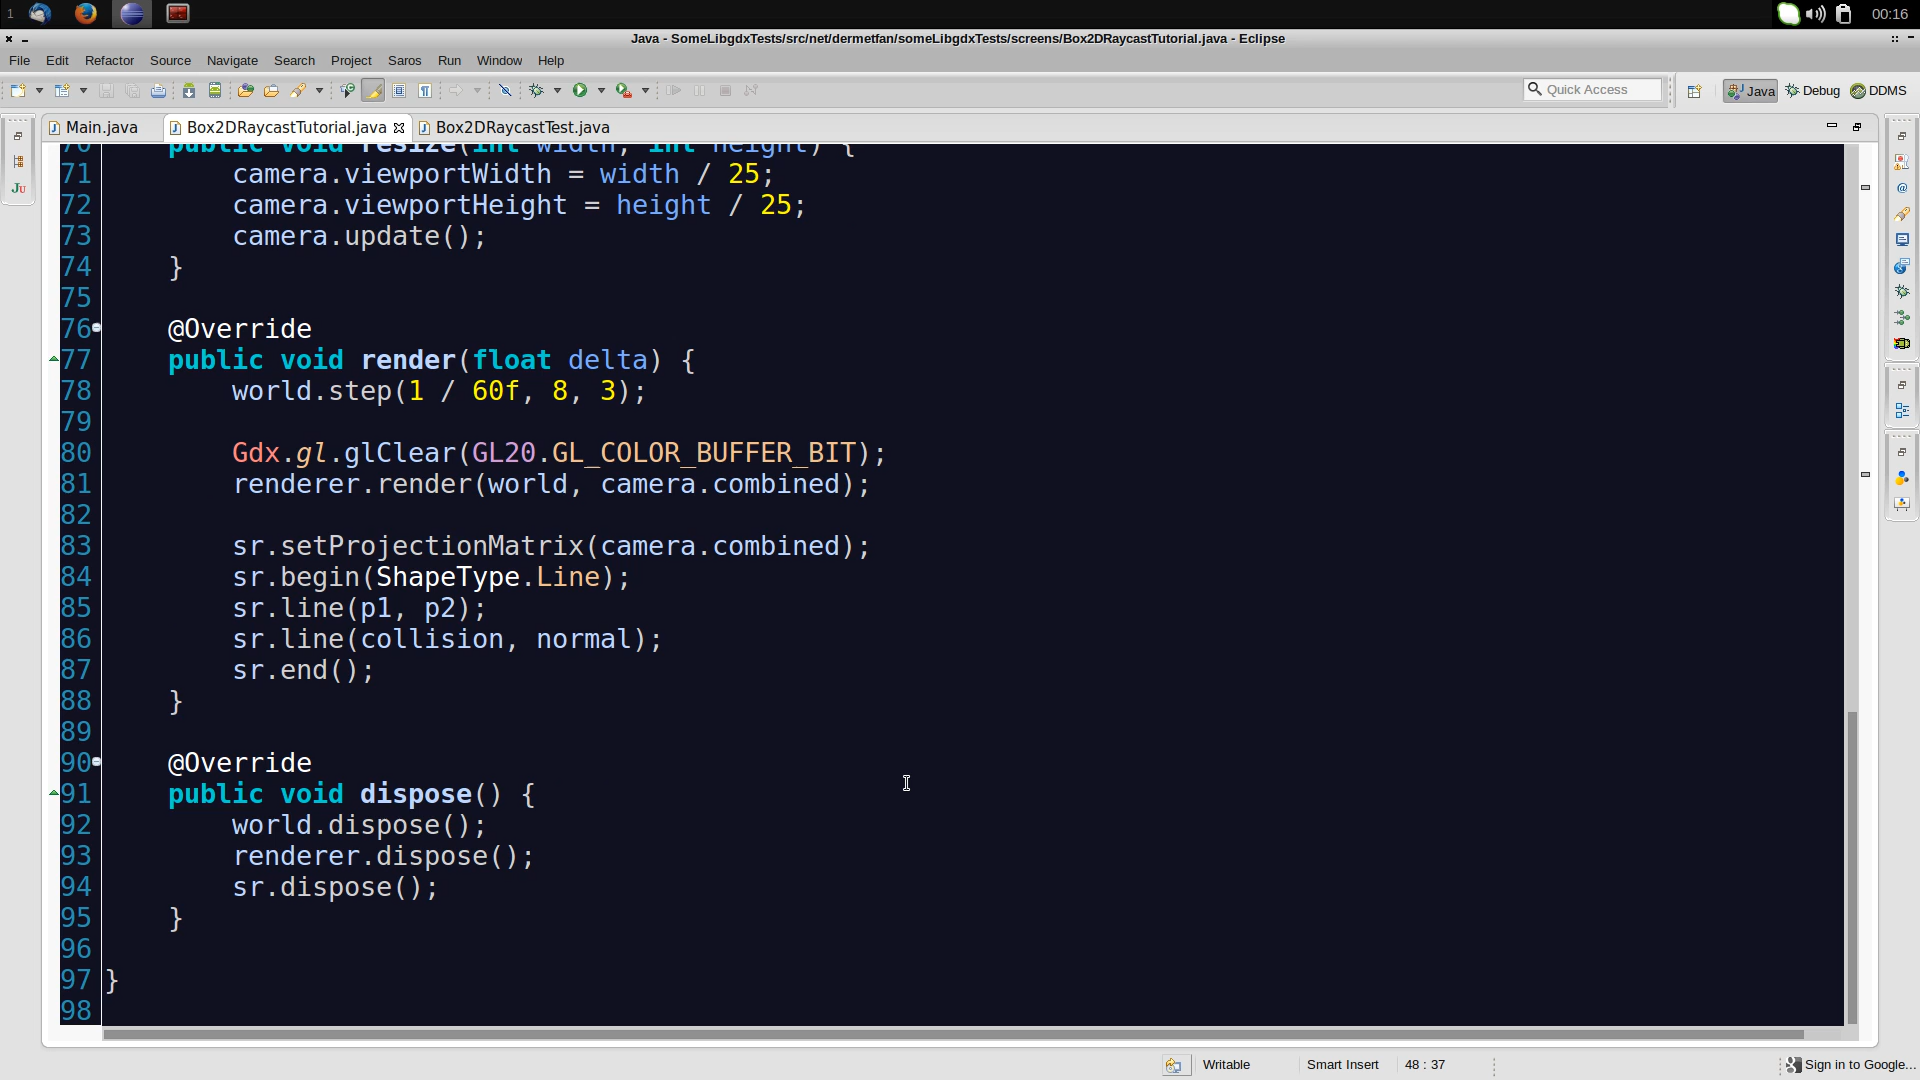 1
00:16
Java - SomeLibgdxTests/src/net/dermetfan/someLibgdxTests/screens/Box2DRaycastTutorial.java - Eclipse
File Edit Refactor Source Navigate Search Project Saros Run Window Help
Quick Access
Java Debug DDMS
Main.java Box2DRaycastTutorial.java Box2DRaycastTest.java
70 public void resize(int width, int height) {
71 camera.viewportWidth = width / 25;
72 camera.viewportHeight = height / 25;
73 camera.update();
74 }
75
76 @Override
77 public void render(float delta) {
78 world.step(1 / 60f, 8, 3);
79
80 Gdx.gl.glClear(GL20.GL_COLOR_BUFFER_BIT);
81 renderer.render(world, camera.combined);
82
83 sr.setProjectionMatrix(camera.combined);
84 sr.begin(ShapeType.Line);
85 sr.line(p1, p2);
86 sr.line(collision, normal);
87 sr.end();
88 }
89
90 @Override
91 public void dispose() {
92 world.dispose();
93 renderer.dispose();
94 sr.dispose();
95 }
96
97 }
98
Writable Smart Insert 48 : 37 Sign in to Google...